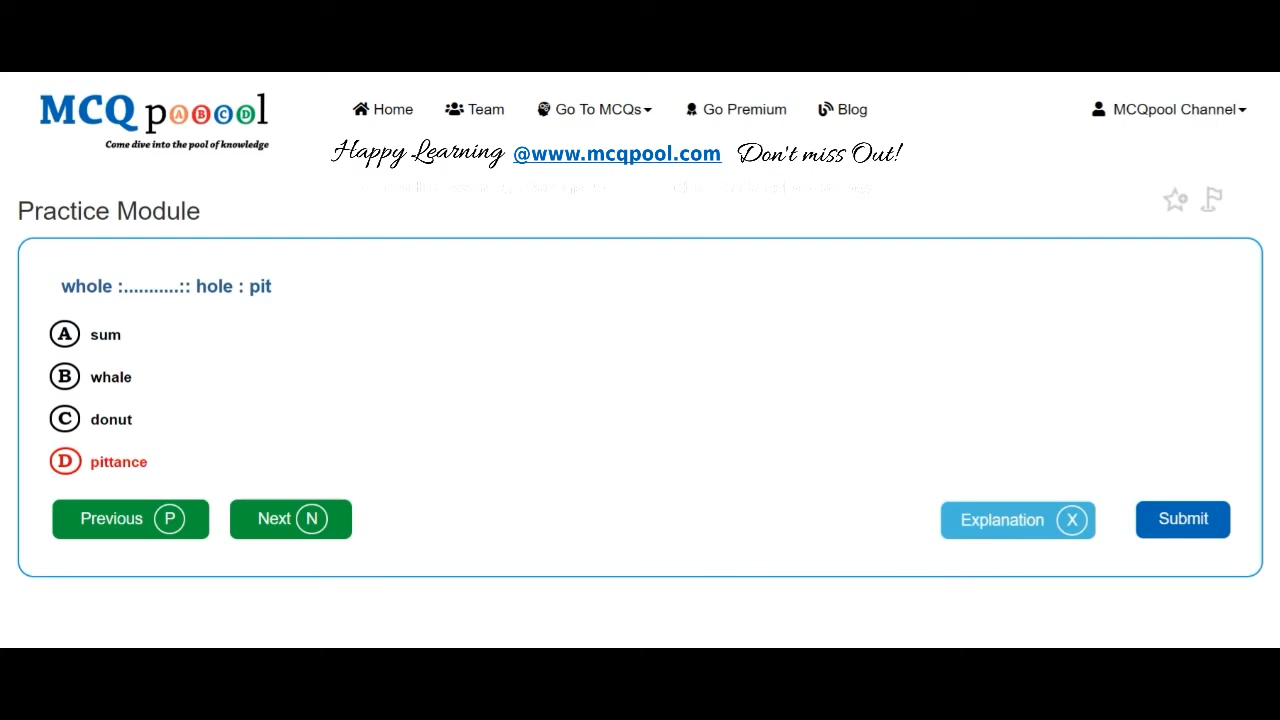 MCQ pA B C Dl
Come dive into the pool of knowledge
Home Team Go To MCQs Go Premium Blog MCQpool Channel
Happy Learning @www.mcqpool.com Don't miss Out!
Practice Module
whole :...........:: hole : pit
A sum
B whale
C donut
D pittance
Previous P Next N Explanation X Submit